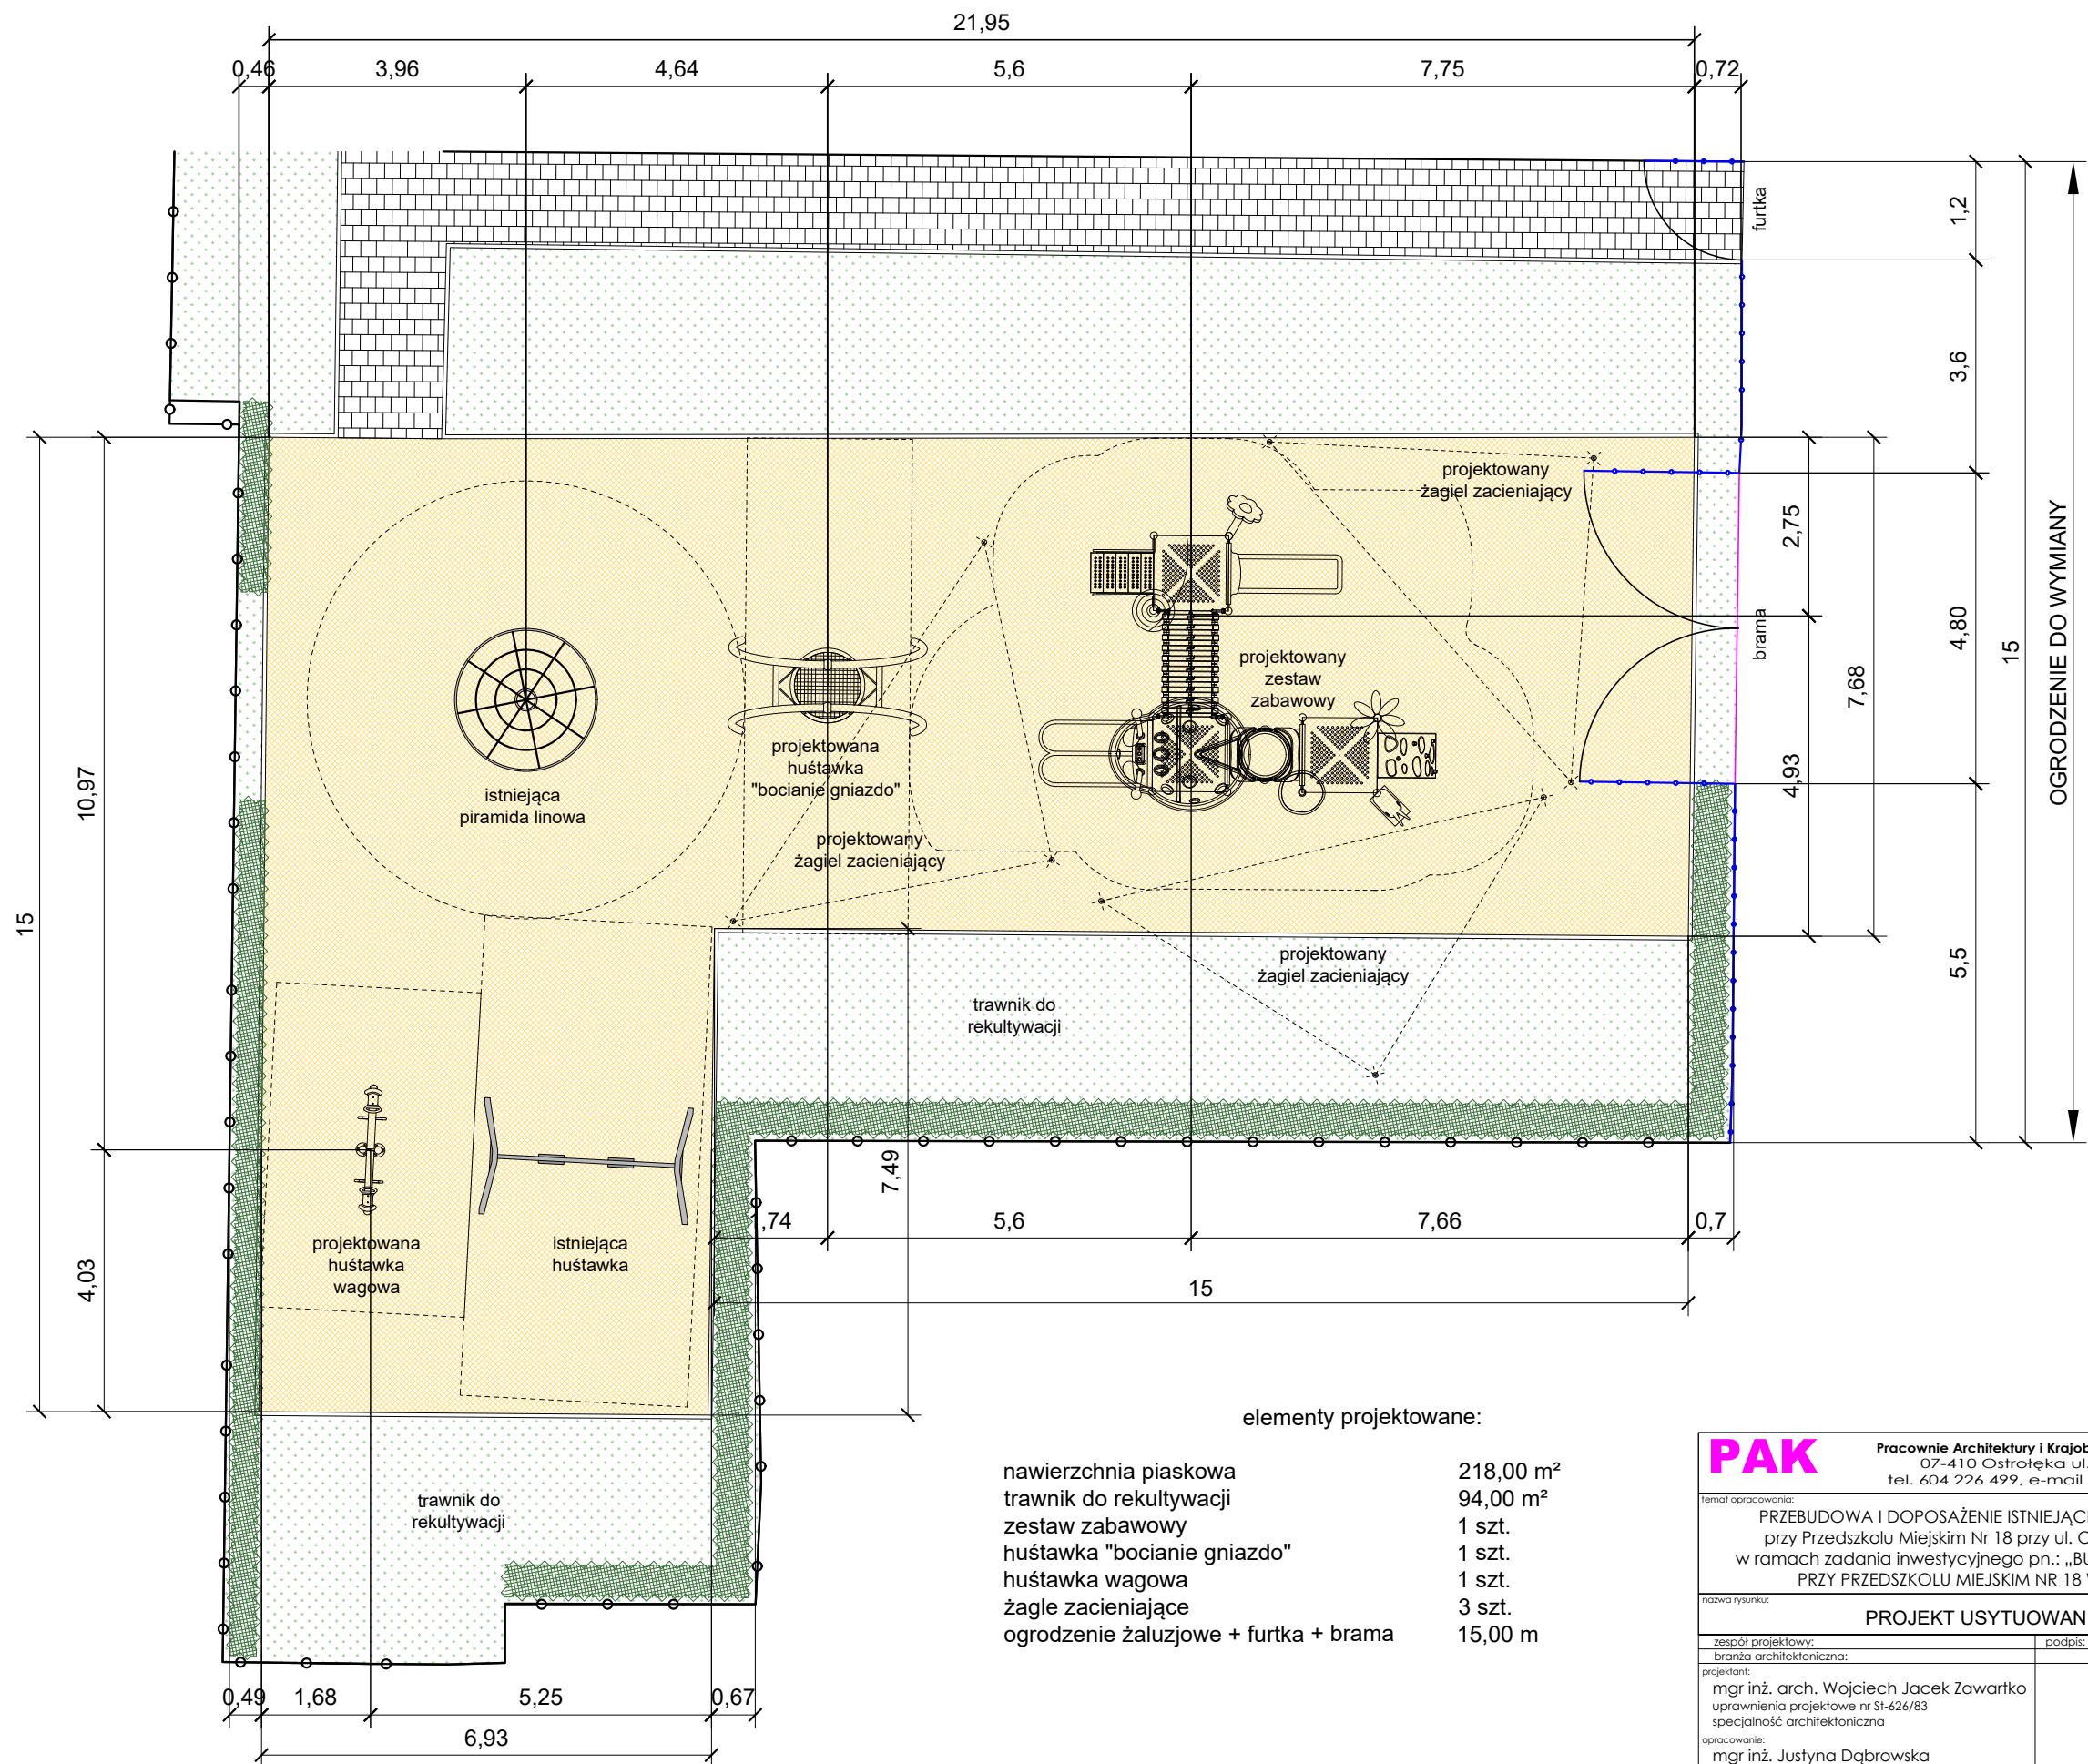 21,95
0,46
3,96
4,64
5,6
7,75
0,72
furtka
1,2
3,6
projektowany
żagiel zacieniający
2,75
4,80
15
OGRODZENIE DO WYMIANY
brama
7,68
4,93
5,5
projektowany
zestaw
zabawowy
projektowana
huśtawka
"bocianie gniazdo"
istniejąca
piramida linowa
projektowany
żagiel zacieniający
10,97
15
projektowany
żagiel zacieniający
trawnik do
rekultywacji
7,49
,74
5,6
7,66
0,7
15
projektowana
huśtawka
wagowa
istniejąca
huśtawka
4,03
trawnik do
rekultywacji
0,49
1,68
5,25
0,67
6,93
elementy projektowane:
nawierzchnia piaskowa 218,00 m²
trawnik do rekultywacji 94,00 m²
zestaw zabawowy 1 szt.
huśtawka "bocianie gniazdo" 1 szt.
huśtawka wagowa 1 szt.
żagle zacieniające 3 szt.
ogrodzenie żaluzjowe + furtka + brama 15,00 m
PAK
Pracownie Architektury i Krajob
07-410 Ostrołęka ul.
tel. 604 226 499, e-mail
temat opracowania:
PRZEBUDOWA I DOPOSAŻENIE ISTNIEJĄC
przy Przedszkolu Miejskim Nr 18 przy ul.
w ramach zadania inwestycyjnego pn.: „BU
PRZY PRZEDSZKOLU MIEJSKIM NR 18
nazwa rysunku:
PROJEKT USYTUOWAN
zespół projektowy: podpis:
branża architektoniczna:
projektant:
mgr inż. arch. Wojciech Jacek Zawartko
uprawnienia projektowe nr St-626/83
specjalność architektoniczna
opracowanie:
mgr inż. Justyna Dąbrowska